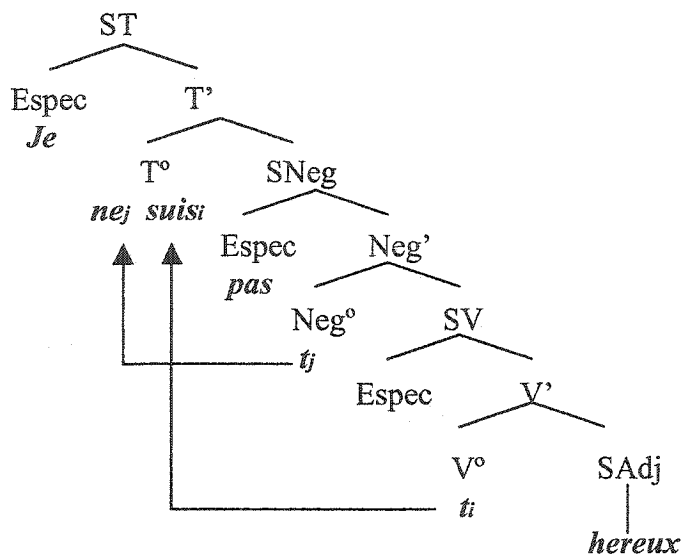 ST
Espec T'
Je
Tº SNeg
nej suisi
Espec Neg'
pas
Negº SV
tj
Espec V'
Vº SAdj
ti
hereux